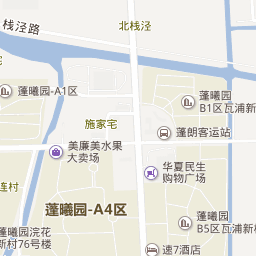 栈泾路
北栈泾
蓬曦园-A1区
蓬曦园
B1区瓦浦新
施家宅
蓬朗客运站
美廉美水果
大卖场
华夏民生
购物广场
连村
蓬曦园-A4区
蓬曦园浣花
新村76号楼
蓬曦园
B5区瓦浦新
速7酒店